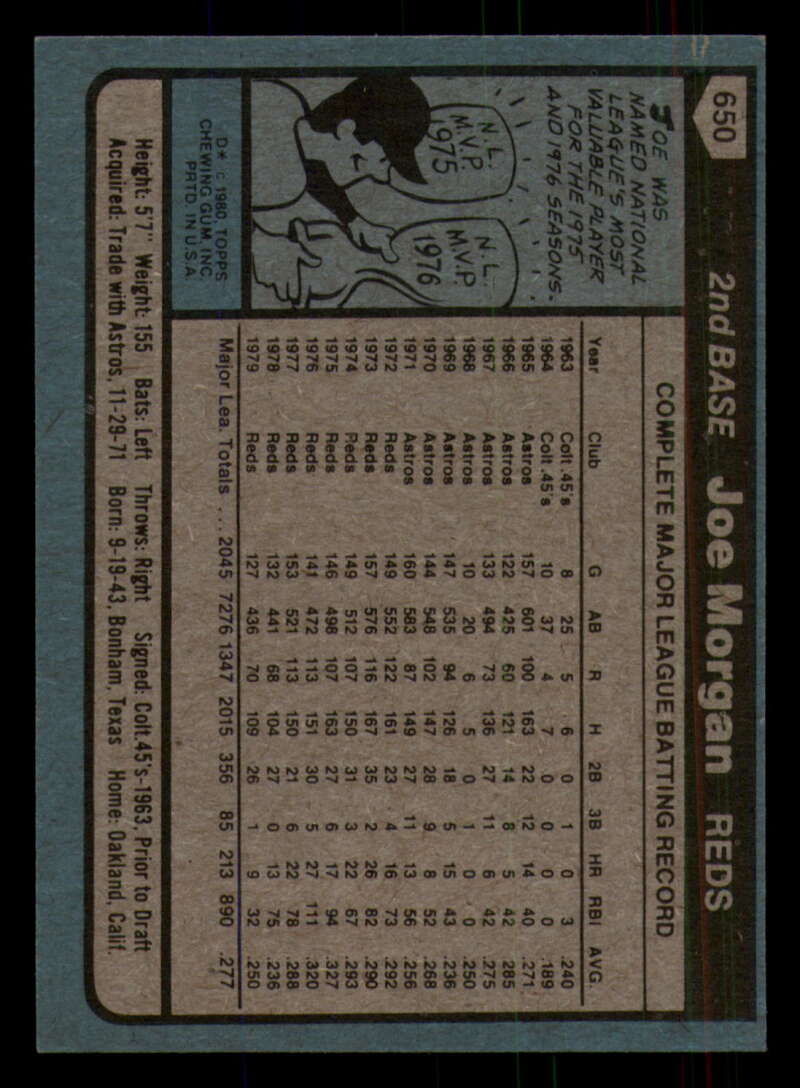 650 2nd BASE Joe Morgan REDS
JOE WAS
NAMED NATIONAL
LEAGUE'S MOST
VALUABLE PLAYER
FOR THE 1975
AND 1976 SEASONS.
N.L.
M.V.P.
1975
N.L.
M.V.P.
1976
D* © 1980 TOPPS
CHEWING GUM, INC.
PRTD. IN U.S.A.
COMPLETE MAJOR LEAGUE BATTING RECORD
Year Club G AB R H 2B 3B HR RBI AVG.
1963 Colt .45's 8 25 5 6 0 1 0 3 .240
1964 Colt .45's 10 37 4 7 0 0 0 0 .189
1965 Astros 157 601 100 163 22 12 14 40 .271
1966 Astros 122 425 60 121 14 8 5 42 .285
1967 Astros 133 494 73 136 27 11 6 42 .275
1968 Astros 10 20 6 5 0 1 0 0 .250
1969 Astros 147 535 94 126 18 5 15 43 .236
1970 Astros 144 548 102 147 28 9 8 52 .268
1971 Astros 160 583 87 149 27 11 13 56 .256
1972 Reds 149 552 122 161 23 4 16 73 .292
1973 Reds 157 576 116 167 35 2 26 82 .290
1974 Reds 149 512 107 150 31 3 22 67 .293
1975 Reds 146 498 107 163 27 6 17 94 .327
1976 Reds 141 472 113 151 30 5 27 111 .320
1977 Reds 153 521 113 150 21 6 22 78 .288
1978 Reds 132 441 68 104 27 0 13 75 .236
1979 Reds 127 436 70 109 26 1 9 32 .250
Major Lea. Totals ... 2045 7276 1347 2015 356 85 213 890 .277
Height: 5'7" Weight: 155 Bats: Left Throws: Right Signed: Colt.45's-1963, Prior to Draft
Acquired: Trade with Astros, 11-29-71 Born: 9-19-43, Bonham, Texas Home: Oakland, Calif.